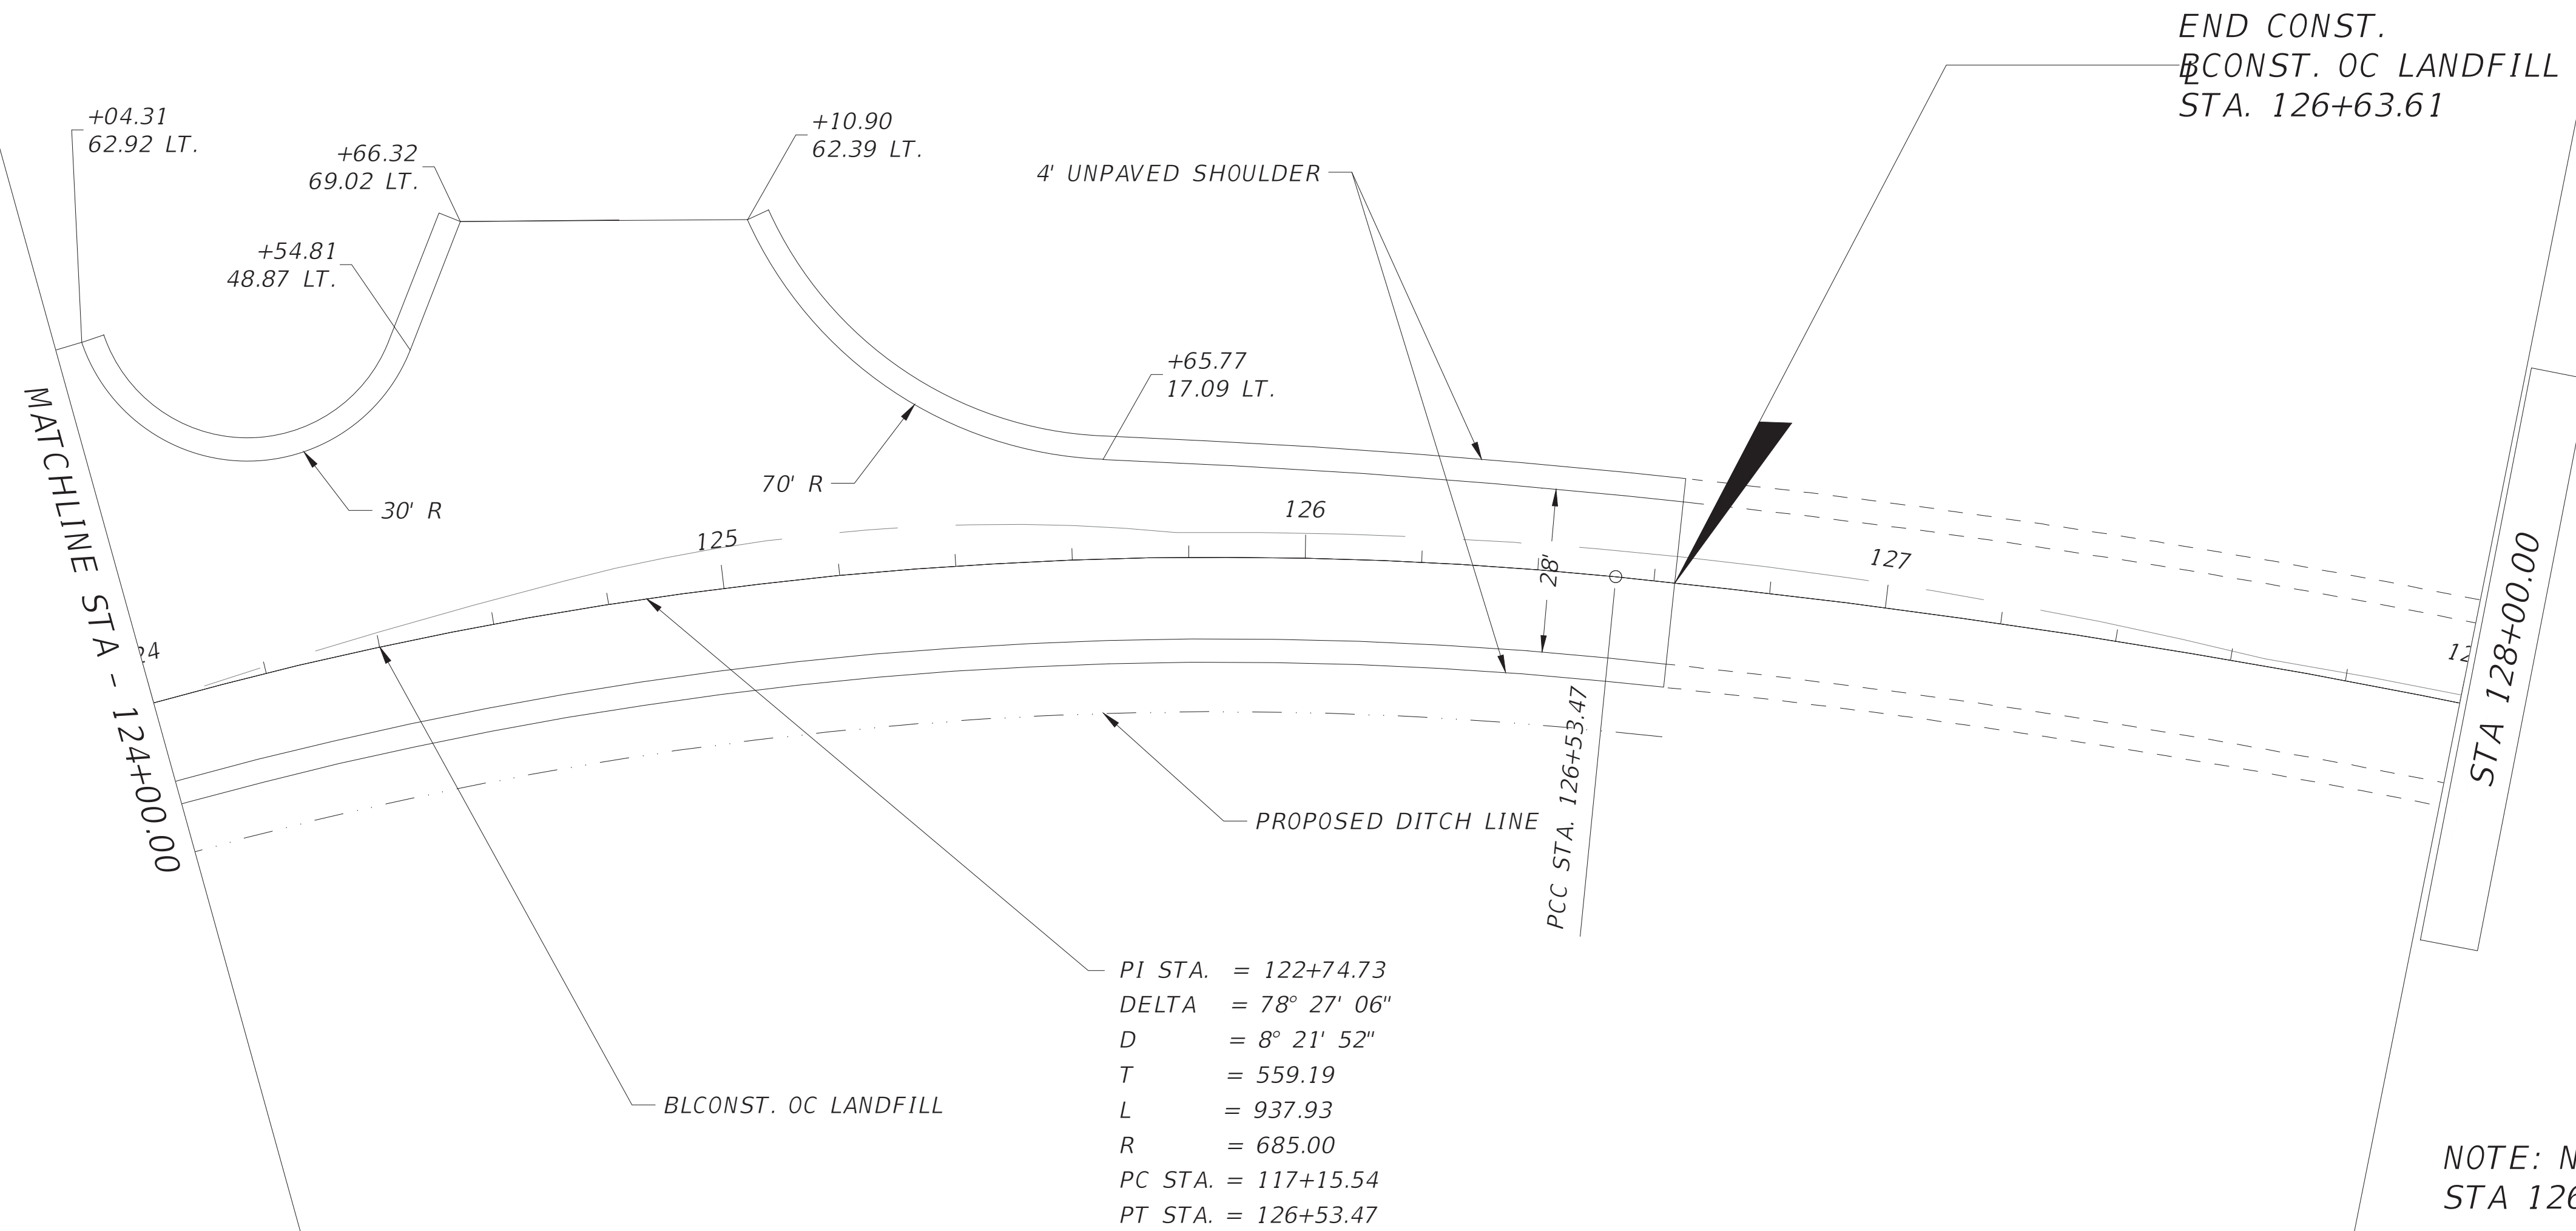 END CONST.
BLCONST. OC LANDFILL
STA. 126+63.61
+04.31
62.92 LT.
+66.32
69.02 LT.
+54.81
48.87 LT.
+10.90
62.39 LT.
4' UNPAVED SHOULDER
+65.77
17.09 LT.
30' R
70' R
MATCHLINE STA - 124+00.00
24
125
126
127
12
28'
STA 128+00.00
PCC STA. 126+53.47
PROPOSED DITCH LINE
BLCONST. OC LANDFILL
PI STA. = 122+74.73
DELTA = 78° 27' 06"
D = 8° 21' 52"
T = 559.19
L = 937.93
R = 685.00
PC STA. = 117+15.54
PT STA. = 126+53.47
NOTE: N
STA 126